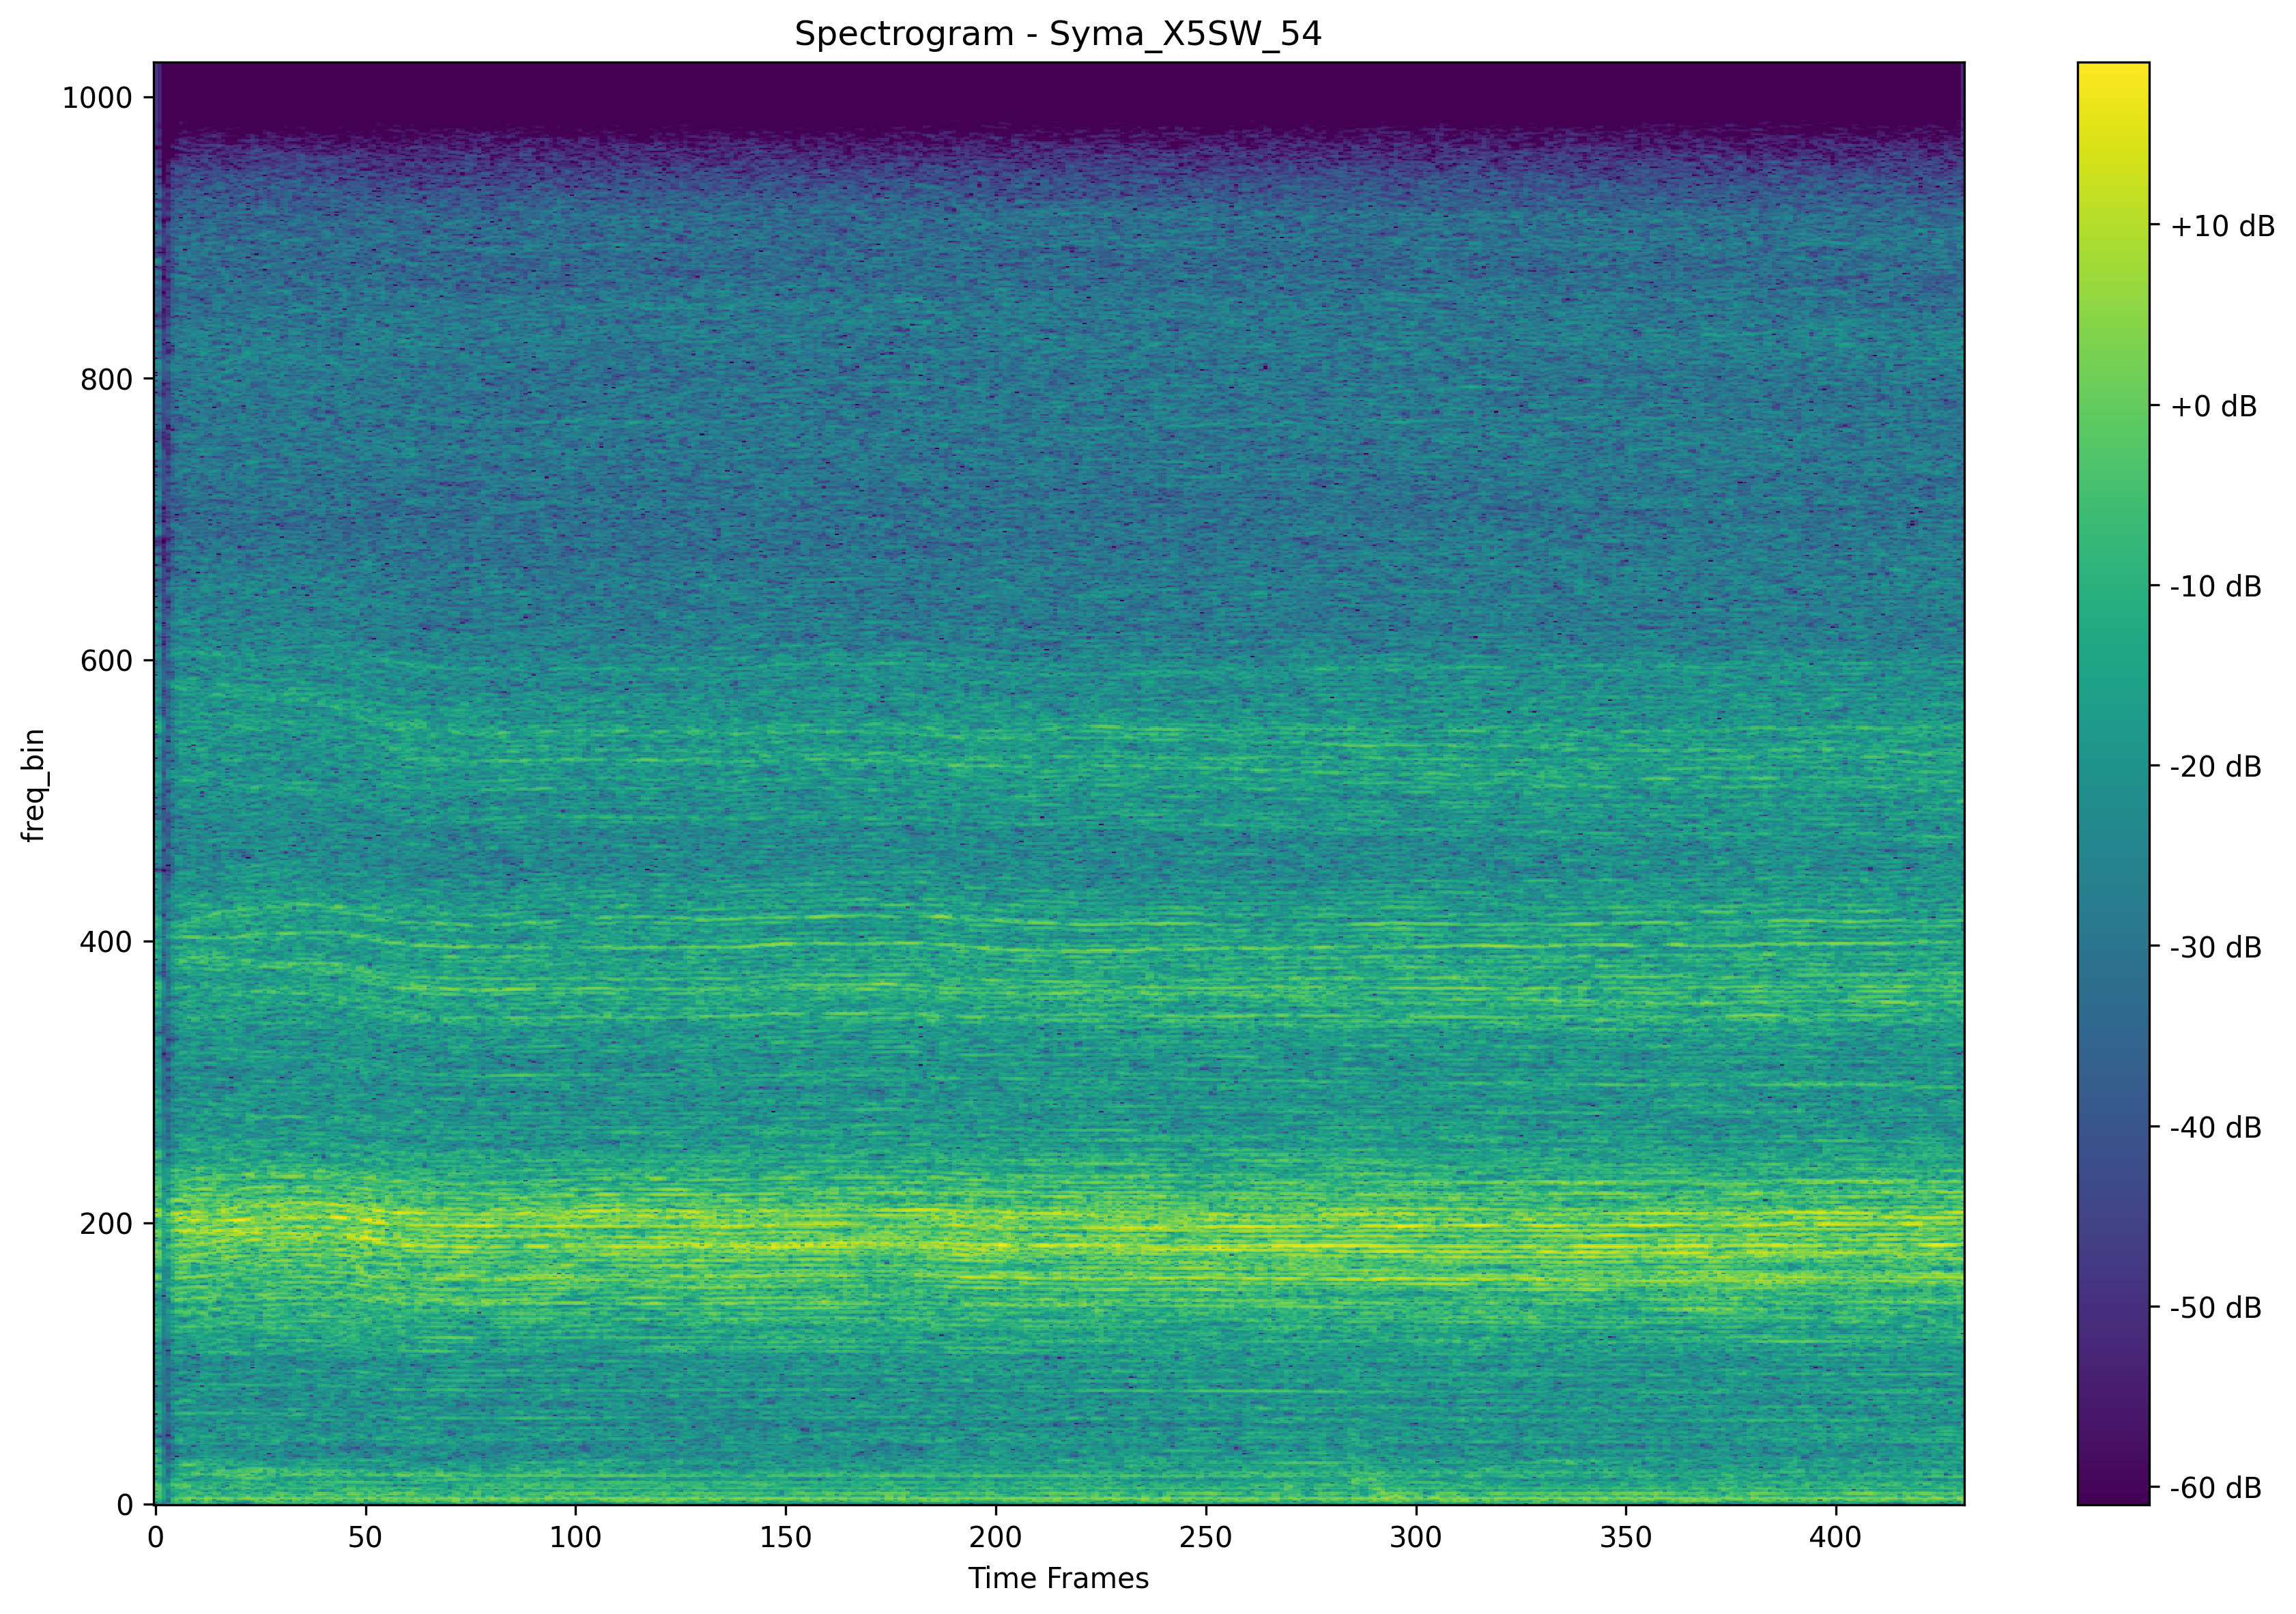 Spectrogram - Syma_X5SW_54
1000
800
600
400
200
0
freq_bin
0 50 100 150 200 250 300 350 400
Time Frames
+10 dB
+0 dB
-10 dB
-20 dB
-30 dB
-40 dB
-50 dB
-60 dB